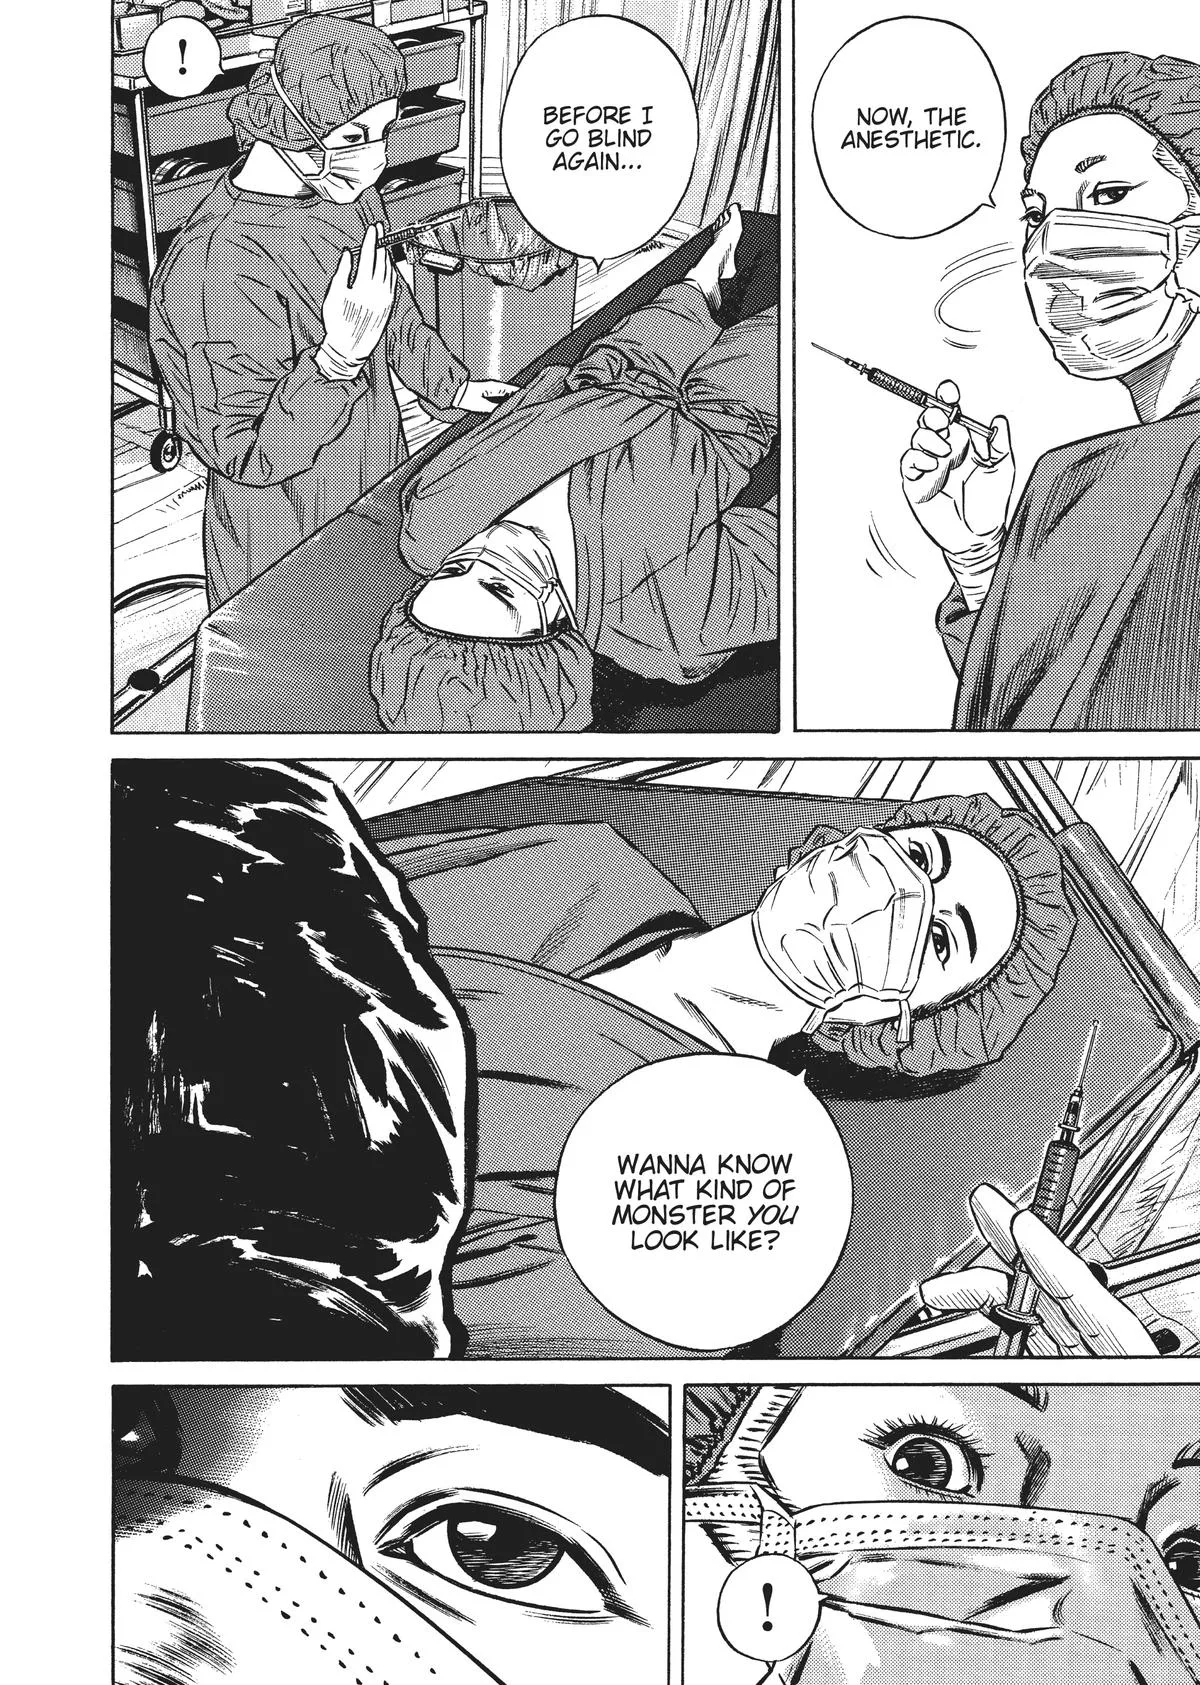 NOW, THE
ANESTHETIC.
BEFORE I
GO BLIND
AGAIN...
!
WANNA KNOW
WHAT KIND OF
MONSTER YOU
LOOK LIKE?
!